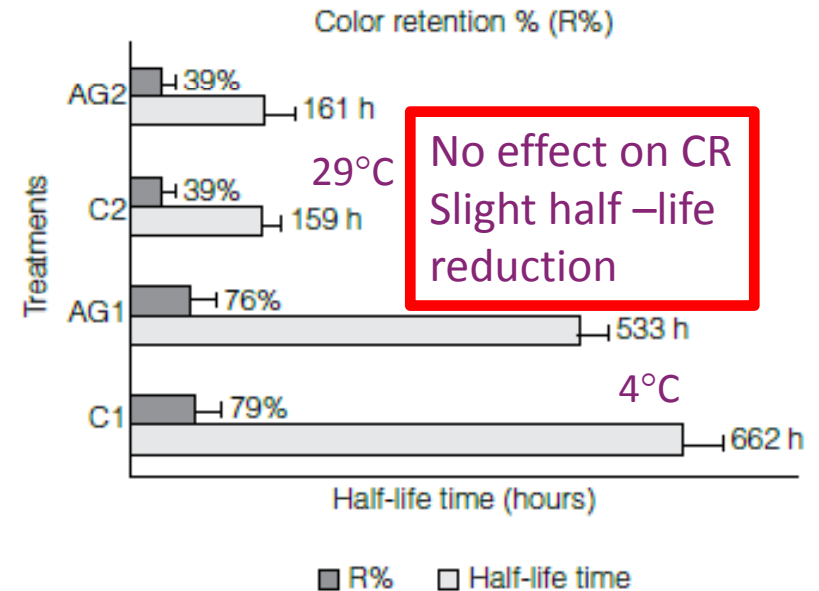 Color retention % (R%)
Treatments
AG2
39%
161 h
29°C
No effect on CR
Slight half –life
reduction
C2
39%
159 h
AG1
76%
533 h
4°C
C1
79%
662 h
Half-life time (hours)
R%
Half-life time